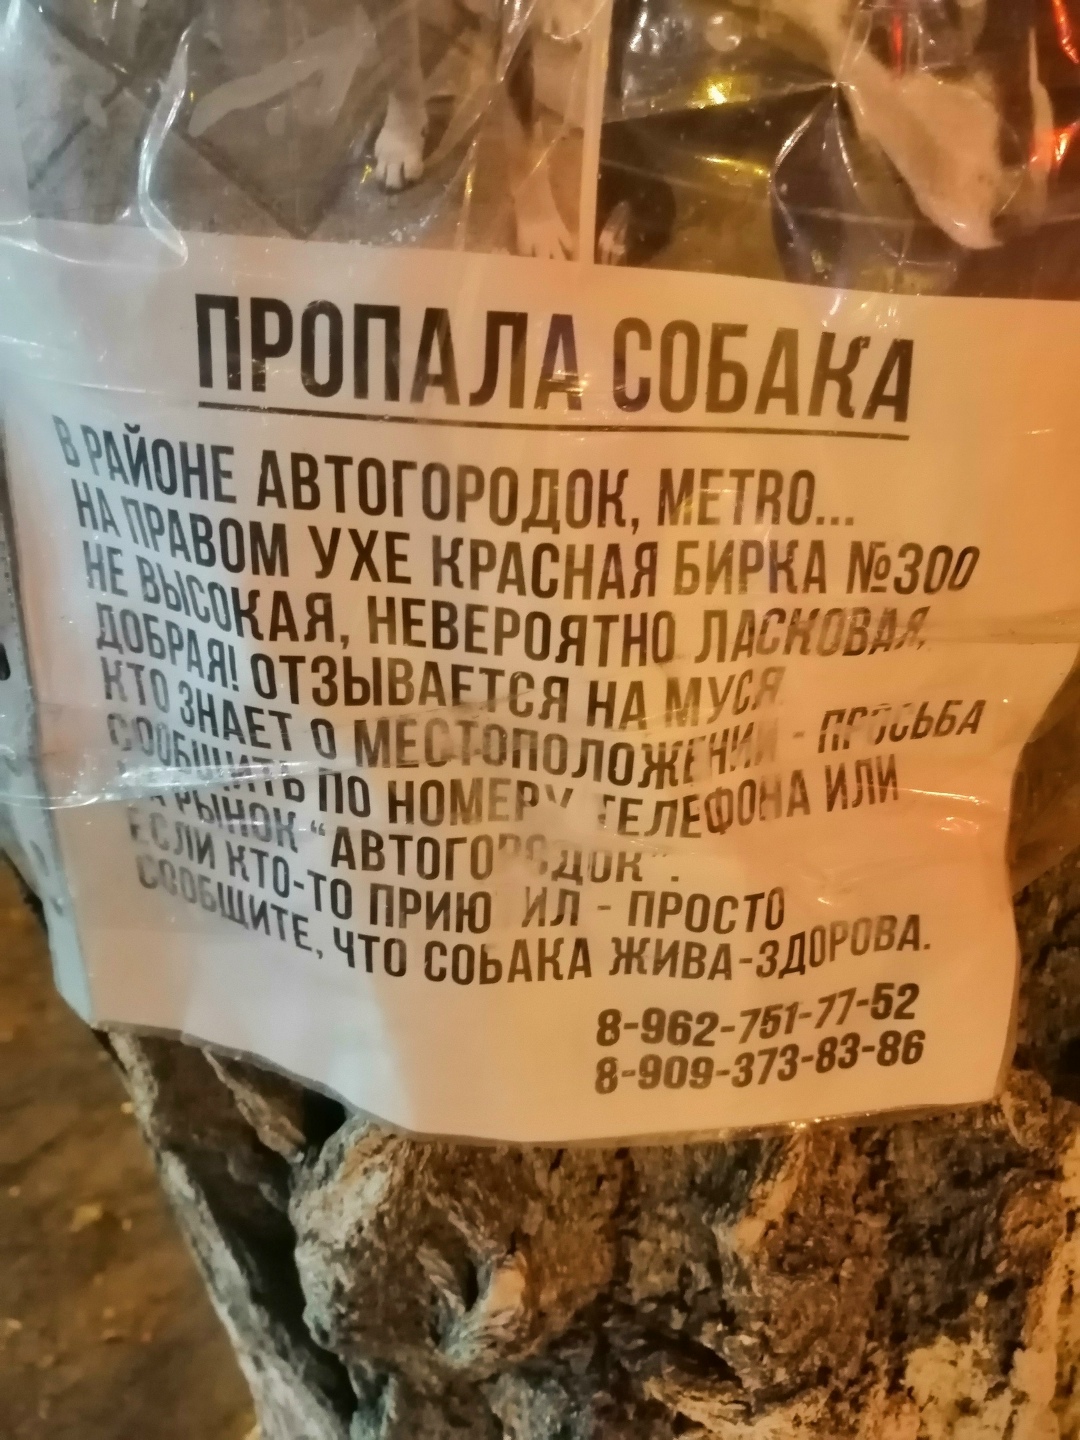 ПРОПАЛА СОБАКА
В РАЙОНЕ АВТОГОРОДОК, METRO...
НА ПРАВОМ УХЕ КРАСНАЯ БИРКА №300
НЕ ВЫСОКАЯ, НЕВЕРОЯТНО ЛАСКОВАЯ,
ДОБРАЯ! ОТЗЫВАЕТСЯ НА МУСЯ
КТО ЗНАЕТ О МЕСТОПОЛОЖЕНИИ - ПРОСЬБА
СООБЩИТЬ ПО НОМЕРУ ТЕЛЕФОНА ИЛИ
НА РЫНОК "АВТОГОРОДОК".
ЕСЛИ КТО-ТО ПРИЮТИЛ - ПРОСТО
СООБЩИТЕ, ЧТО СОБАКА ЖИВА-ЗДОРОВА.
8-962-751-77-52
8-909-373-83-86